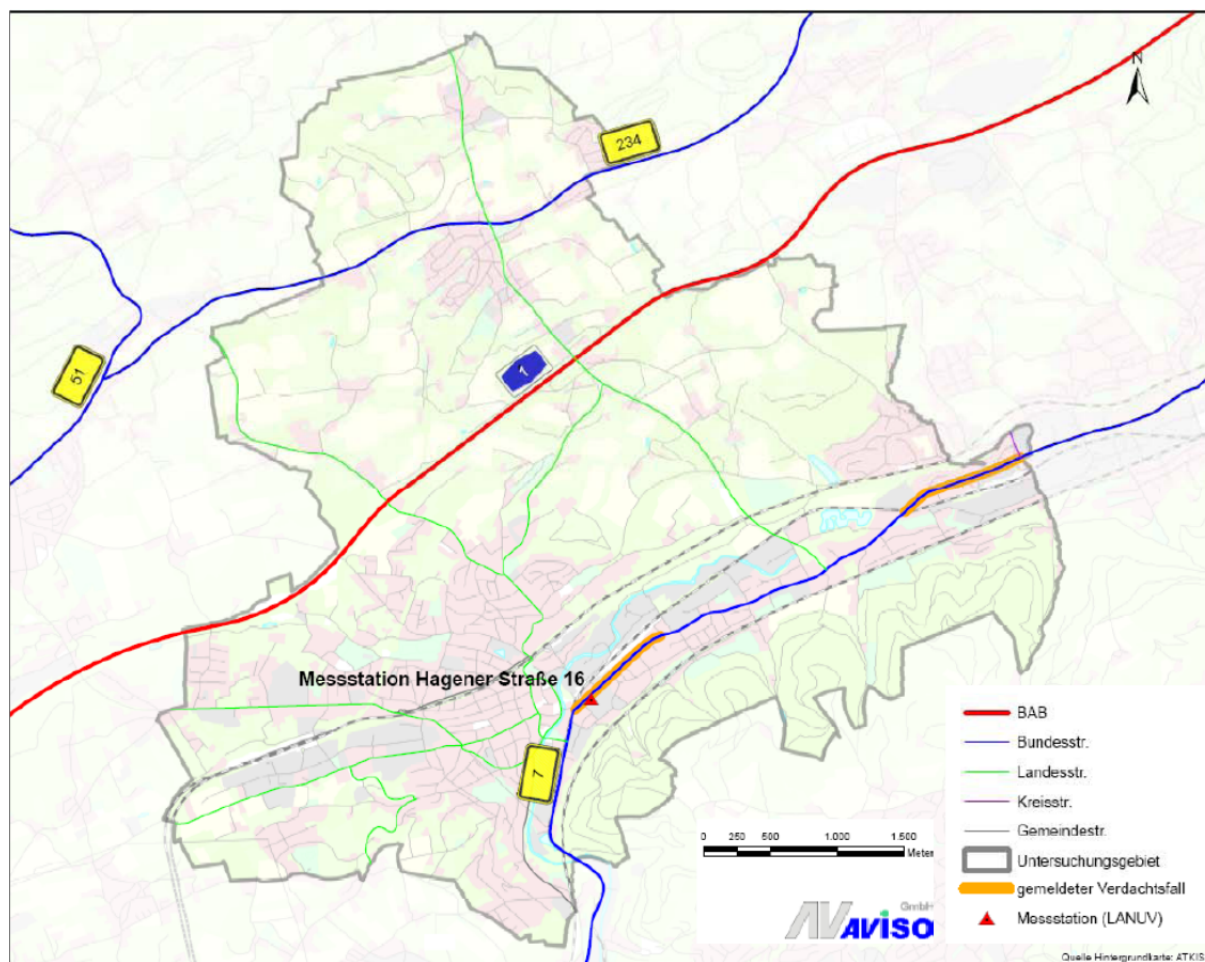 N
234
51
1
Messstation Hagener Straße 16
7
BAB
Bundesstr.
Landesstr.
Kreisstr.
Gemeindestr.
Untersuchungsgebiet
gemeldeter Verdachtsfall
Messstation (LANUV)
0 250 500 1.000 1.500
Meter
GmbH
AV AVISO
Quelle Hintergrundkarte: ATKIS